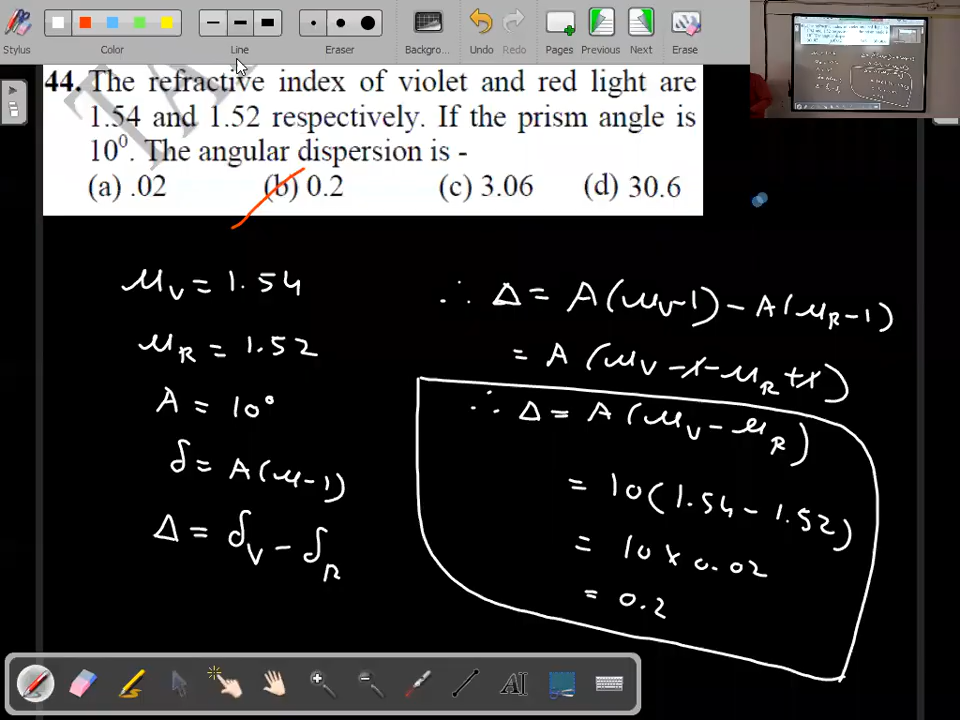 Stylus
Color
Line
Eraser
Backgro...
Undo
Redo
Pages
Previous
Next
Erase
44. The refractive index of violet and red light are
1.54 and 1.52 respectively. If the prism angle is
10⁰. The angular dispersion is -
(a) .02 (b) 0.2 (c) 3.06 (d) 30.6
μV = 1.54
μR = 1.52
A = 10°
δ = A(μ-1)
Δ = δV - δR
∴ Δ = A(μV-1) - A(μR-1)
= A (μV -1 - μR +1)
∴ Δ = A (μV - μR)
= 10(1.54 - 1.52)
= 10 x 0.02
= 0.2